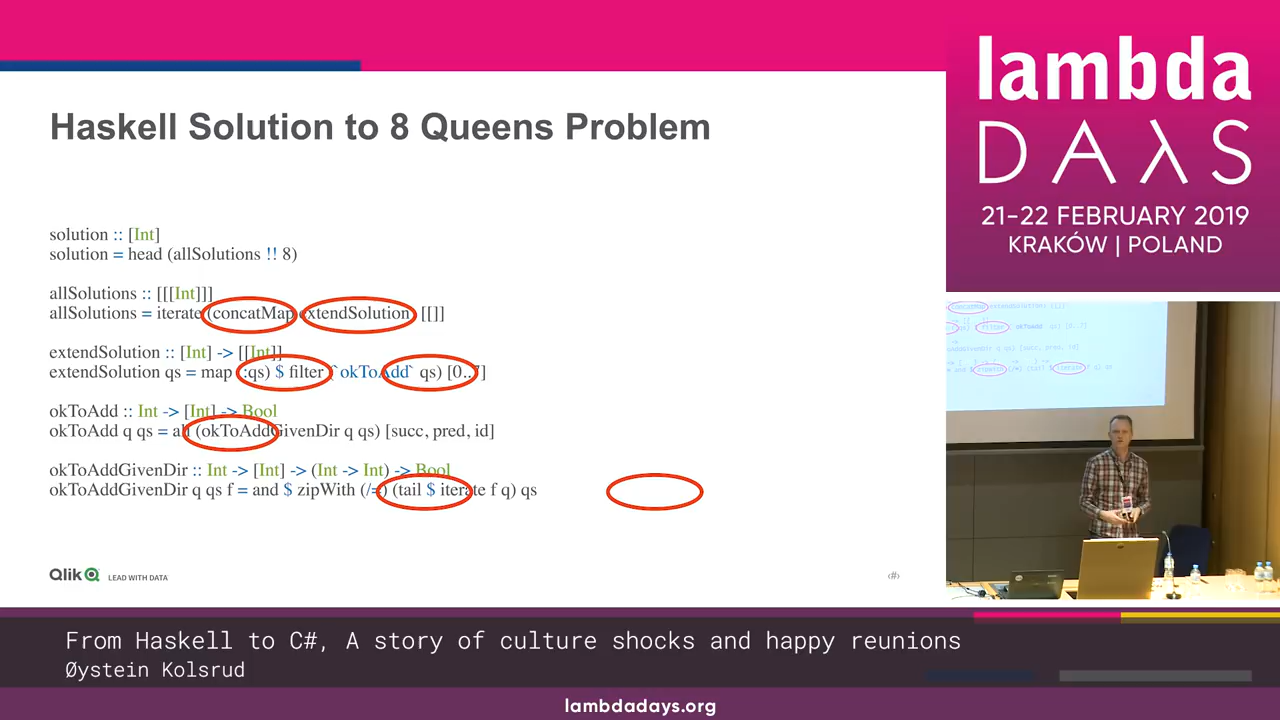 Haskell Solution to 8 Queens Problem
solution :: [Int]
solution = head (allSolutions !! 8)
allSolutions :: [[[Int]]]
allSolutions = iterate (concatMap extendSolution) [[]]
extendSolution :: [Int] -> [[Int]]
extendSolution qs = map (:qs) $ filter (`okToAdd` qs) [0..7]
okToAdd :: Int -> [Int] -> Bool
okToAdd q qs = all (okToAddGivenDir q qs) [succ, pred, id]
okToAddGivenDir :: Int -> [Int] -> (Int -> Int) -> Bool
okToAddGivenDir q qs f = and $ zipWith (/=) (tail $ iterate f q) qs
Qlik LEAD WITH DATA
‹#›
lambda
DAλS
21-22 FEBRUARY 2019
KRAKÓW | POLAND
From Haskell to C#, A story of culture shocks and happy reunions
Øystein Kolsrud
lambdadays.org